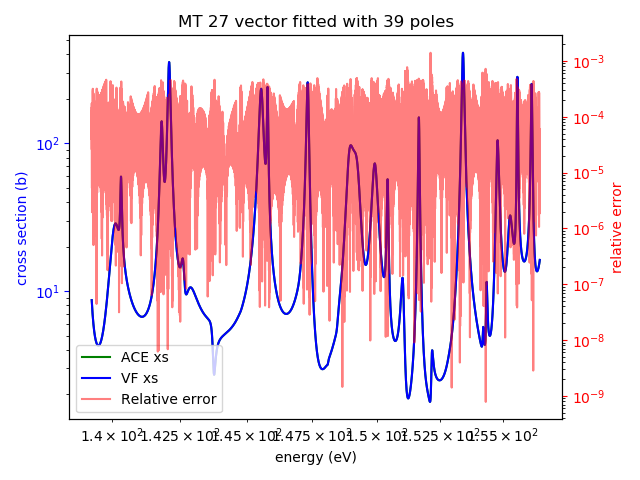 MT 27 vector fitted with 39 poles
cross section (b)
10²
10¹
10⁻³
10⁻⁴
10⁻⁵
10⁻⁶
10⁻⁷
10⁻⁸
10⁻⁹
relative error
ACE xs
VF xs
Relative error
1.4 × 10² 1.425 × 10² 1.45 × 10² 1.475 × 10² 1.5 × 10² 1.525 × 10² 1.55 × 10²
energy (eV)